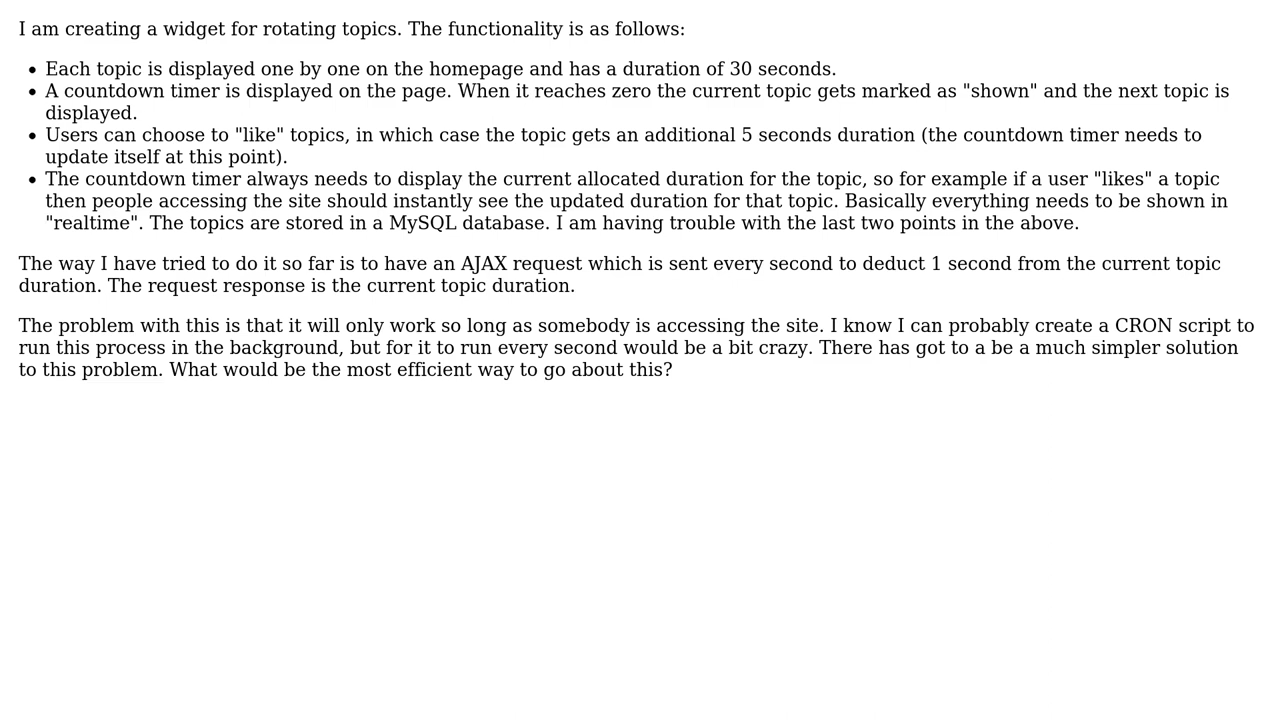 I am creating a widget for rotating topics. The functionality is as follows:
• Each topic is displayed one by one on the homepage and has a duration of 30 seconds.
• A countdown timer is displayed on the page. When it reaches zero the current topic gets marked as "shown" and the next topic is
displayed.
• Users can choose to "like" topics, in which case the topic gets an additional 5 seconds duration (the countdown timer needs to
update itself at this point).
• The countdown timer always needs to display the current allocated duration for the topic, so for example if a user "likes" a topic
then people accessing the site should instantly see the updated duration for that topic. Basically everything needs to be shown in
"realtime". The topics are stored in a MySQL database. I am having trouble with the last two points in the above.
The way I have tried to do it so far is to have an AJAX request which is sent every second to deduct 1 second from the current topic
duration. The request response is the current topic duration.
The problem with this is that it will only work so long as somebody is accessing the site. I know I can probably create a CRON script to
run this process in the background, but for it to run every second would be a bit crazy. There has got to a be a much simpler solution
to this problem. What would be the most efficient way to go about this?